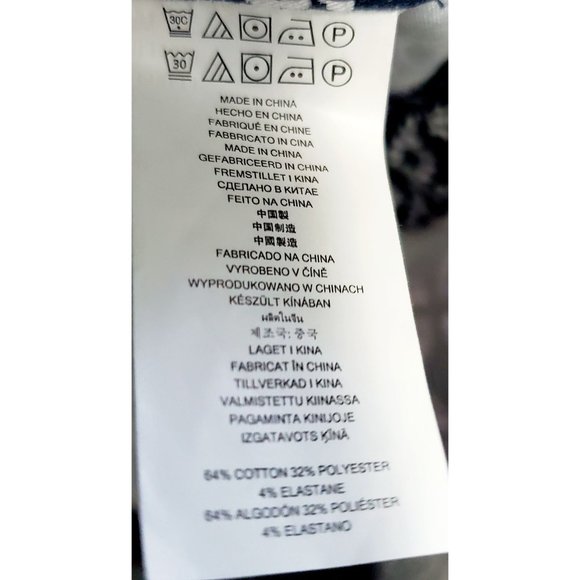 30C P
30 P
MADE IN CHINA
HECHO EN CHINA
FABRIQUÉ EN CHINE
FABBRICATO IN CINA
MADE IN CHINA
GEFABRICEERD IN CHINA
FREMSTILLET I KINA
СДЕЛАНО В КИТАЕ
FEITO NA CHINA
中国製
中国制造
中國製造
FABRICADO NA CHINA
VYROBENO V ČÍNĚ
WYPRODUKOWANO W CHINACH
KÉSZÜLT KÍNÁBAN
ผลิตในจีน
제조국: 중국
LAGET I KINA
FABRICAT ÎN CHINA
TILLVERKAD I KINA
VALMISTETTU KIINASSA
PAGAMINTA KINIJOJE
IZGATAVOTS ĶĪNĀ
64% COTTON 32% POLYESTER
4% ELASTANE
64% ALGODÓN 32% POLIÉSTER
4% ELASTANO